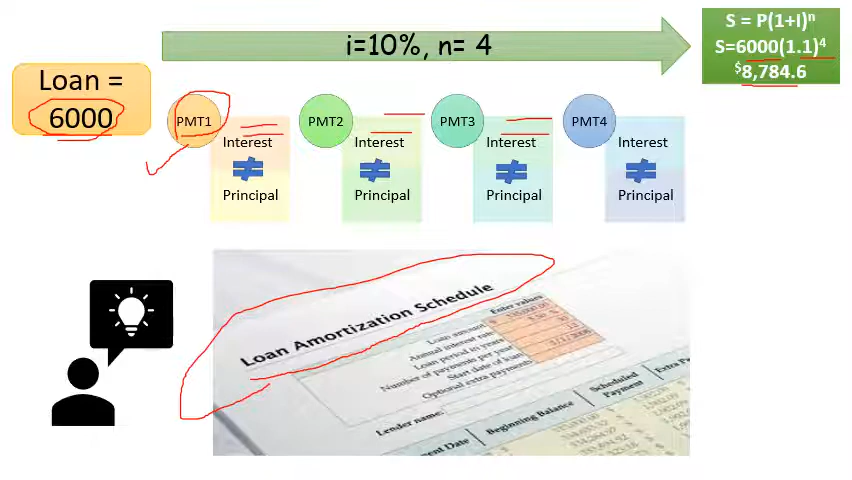 i=10%, n= 4
S = P(1+I)n
S=6000(1.1)4
$8,784.6
Loan =
6000
PMT1
Interest
≠
Principal
PMT2
Interest
≠
Principal
PMT3
Interest
≠
Principal
PMT4
Interest
≠
Principal
Loan Amortization Schedule
Enter values
Loan amount
Annual interest rate
Loan period in years
Number of payments per year
Start date of loan
Optional extra payments
Lender name:
Beginning Balance
Scheduled
Payment